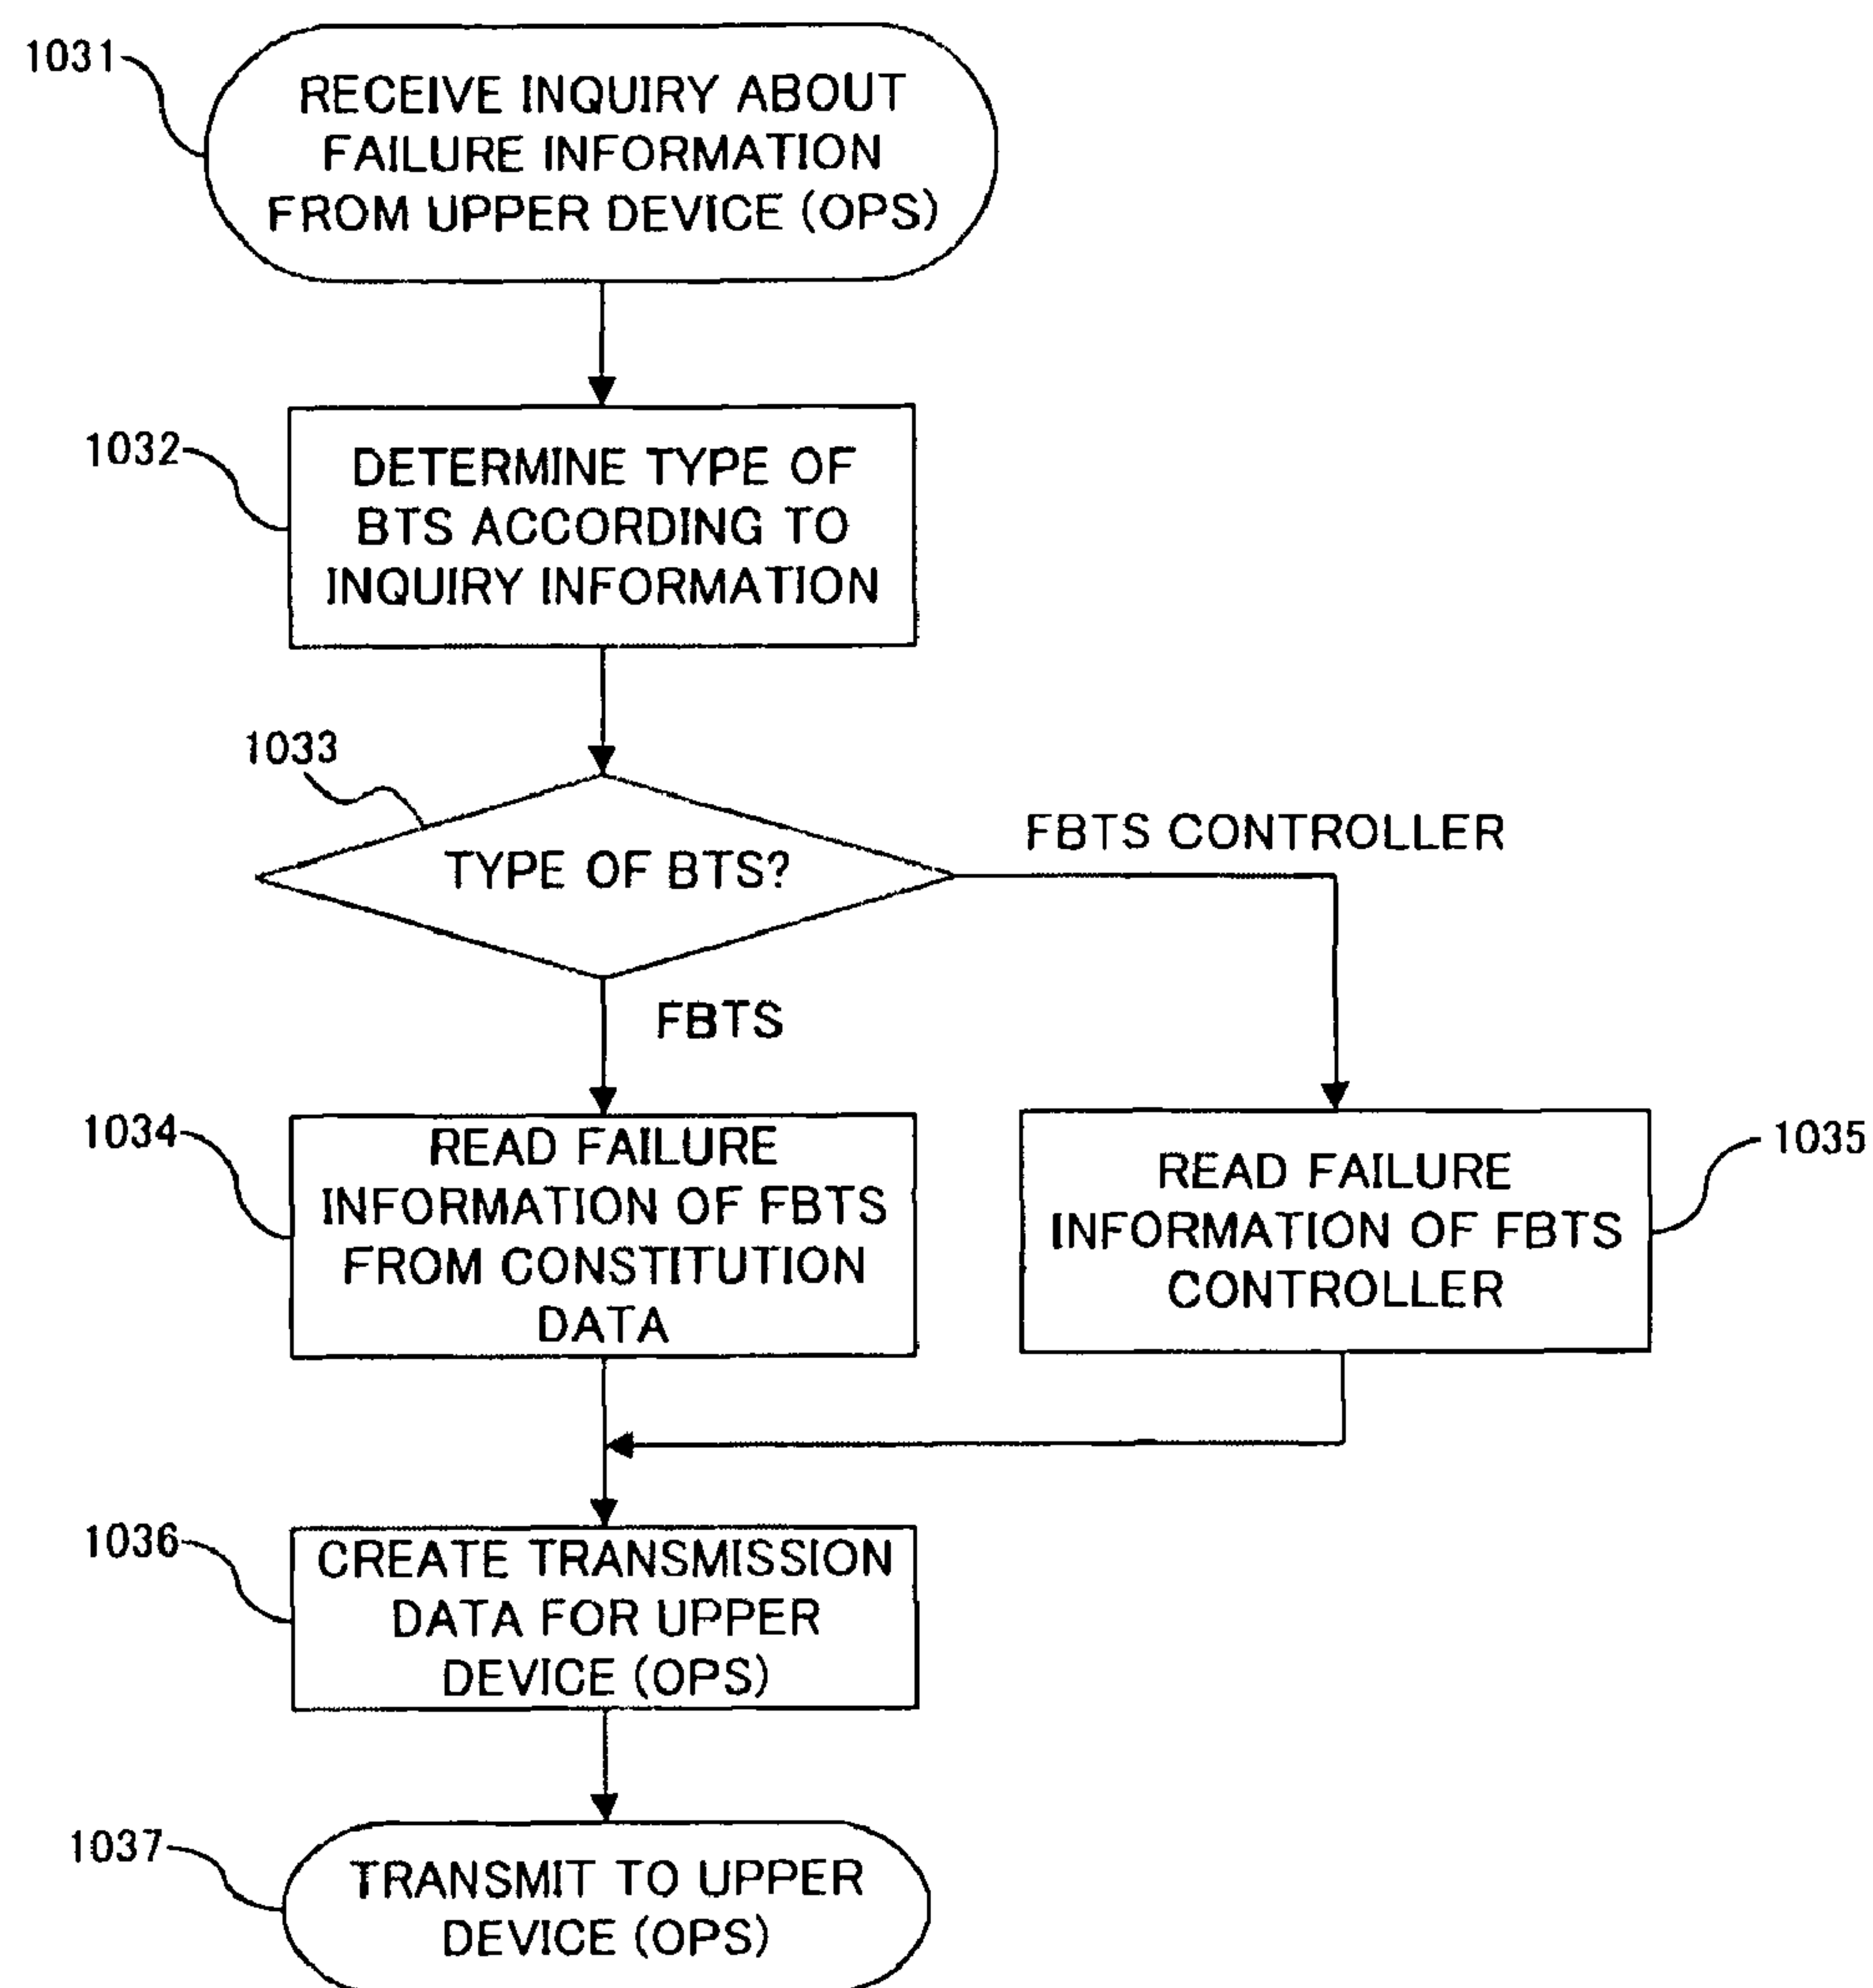 1031
RECEIVE INQUIRY ABOUT
FAILURE INFORMATION
FROM UPPER DEVICE (OPS)
1032
DETERMINE TYPE OF
BTS ACCORDING TO
INQUIRY INFORMATION
1033
TYPE OF BTS?
FBTS CONTROLLER
FBTS
1034
READ FAILURE
INFORMATION OF FBTS
FROM CONSTITUTION
DATA
1035
READ FAILURE
INFORMATION OF FBTS
CONTROLLER
1036
CREATE TRANSMISSION
DATA FOR UPPER
DEVICE (OPS)
1037
TRANSMIT TO UPPER
DEVICE (OPS)